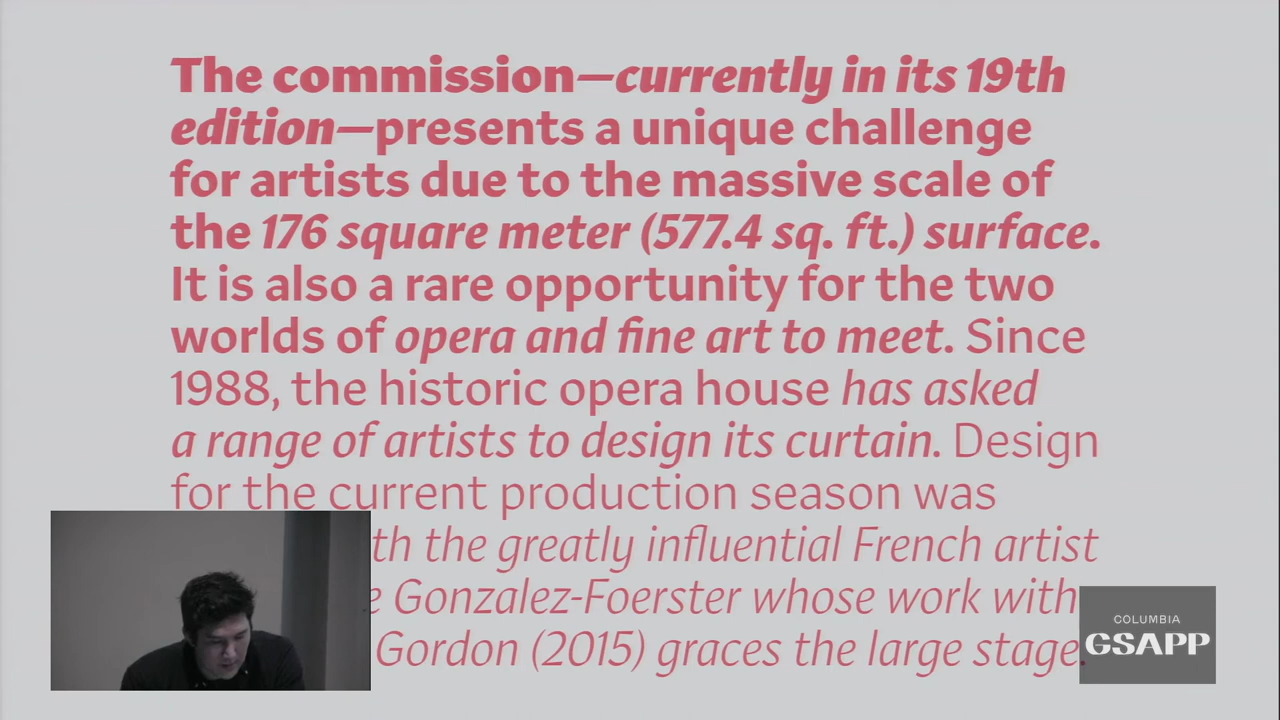 The commission—currently in its 19th
edition—presents a unique challenge
for artists due to the massive scale of
the 176 square meter (577.4 sq. ft.) surface.
It is also a rare opportunity for the two
worlds of opera and fine art to meet. Since
1988, the historic opera house has asked
a range of artists to design its curtain. Design
for the current production season was
the greatly influential French artist
Gonzalez-Foerster whose work with
Gordon (2015) graces the large stage.
COLUMBIA
GSAPP